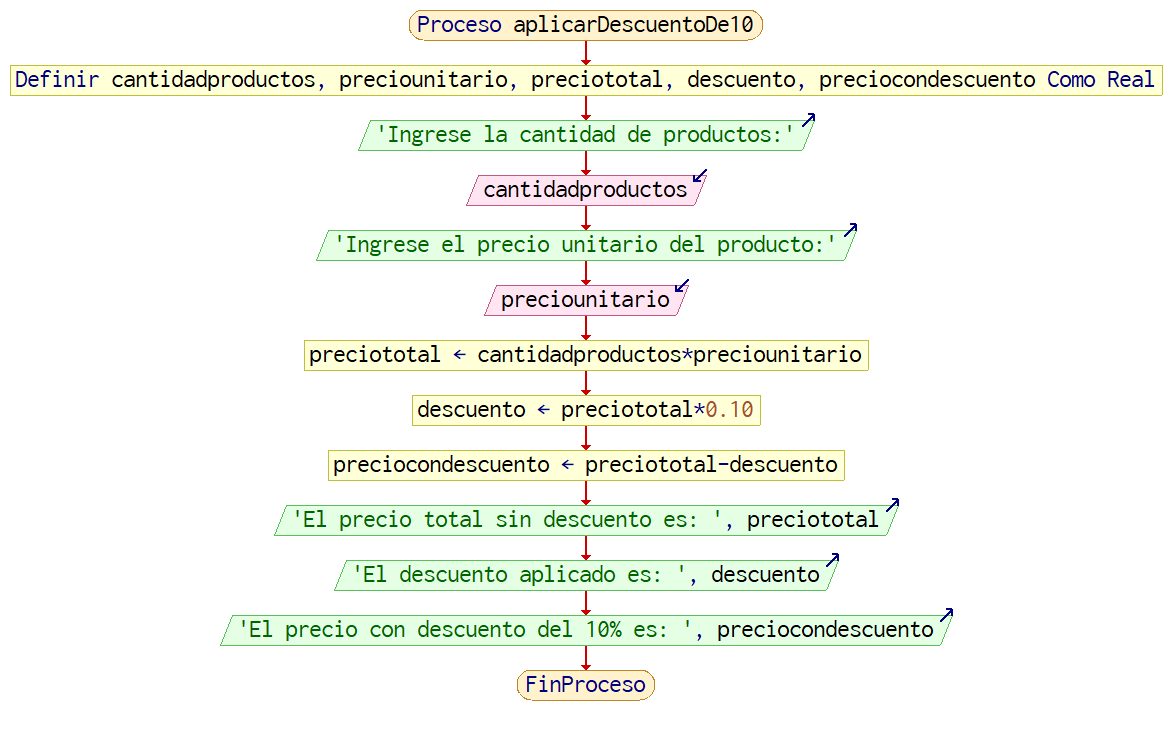 Proceso aplicarDescuentoDe10
Definir cantidadproductos, preciounitario, preciototal, descuento, preciocondescuento Como Real
'Ingrese la cantidad de productos:'
cantidadproductos
'Ingrese el precio unitario del producto:'
preciounitario
preciototal ← cantidadproductos*preciounitario
descuento ← preciototal*0.10
preciocondescuento ← preciototal-descuento
'El precio total sin descuento es: ', preciototal
'El descuento aplicado es: ', descuento
'El precio con descuento del 10% es: ', preciocondescuento
FinProceso